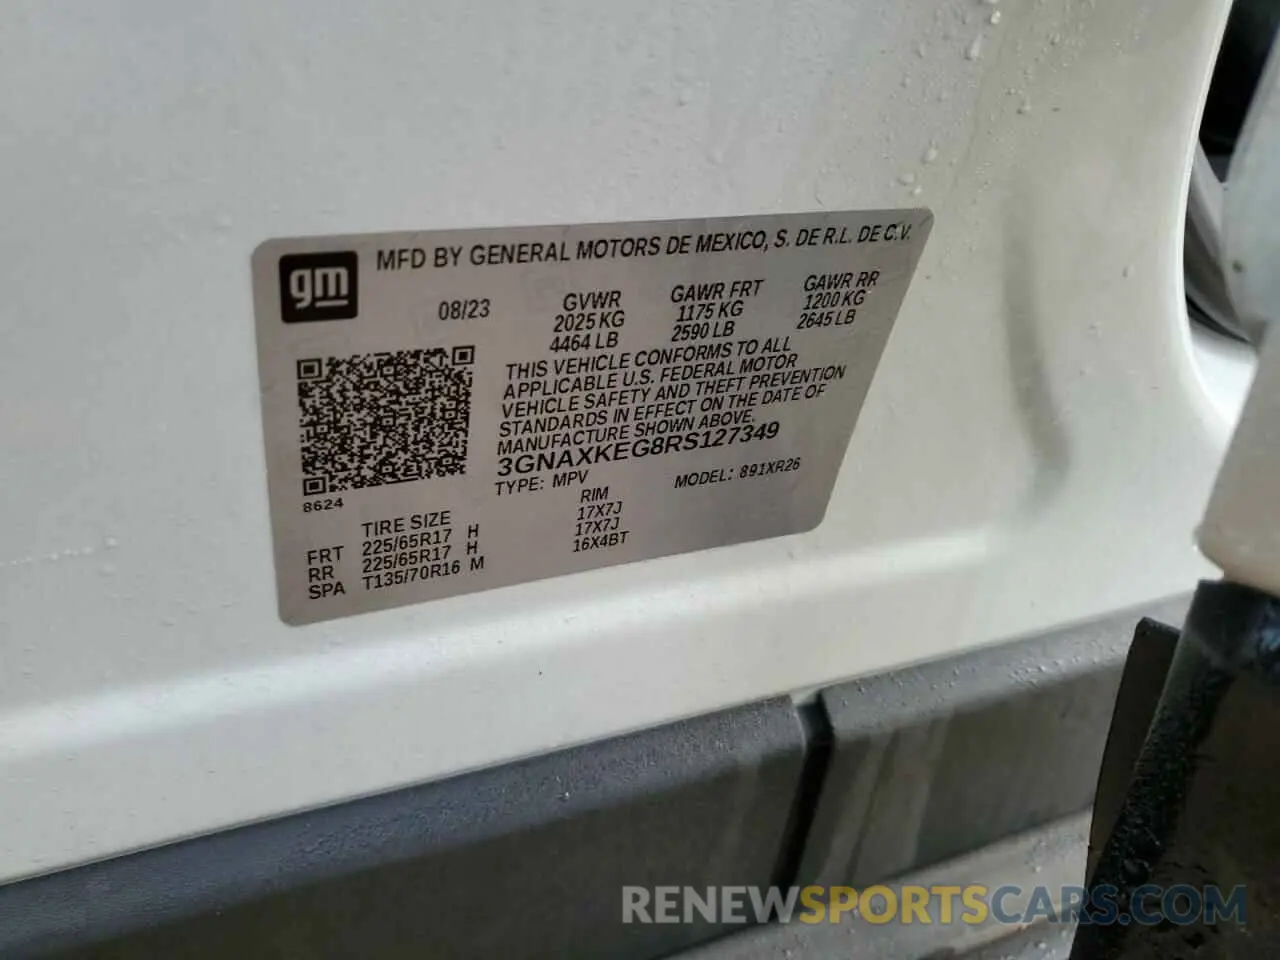 gm
MFD BY GENERAL MOTORS DE MEXICO, S. DE R.L. DE C.V.
08/23
GVWR
2025 KG
4464 LB
GAWR FRT
1175 KG
2590 LB
GAWR RR
1200 KG
2645 LB
THIS VEHICLE CONFORMS TO ALL
APPLICABLE U.S. FEDERAL MOTOR
VEHICLE SAFETY AND THEFT PREVENTION
STANDARDS IN EFFECT ON THE DATE OF
MANUFACTURE SHOWN ABOVE.
3GNAXKEG8RS127349
TYPE: MPV
MODEL: 891XR26
8624
TIRE SIZE RIM
FRT 225/65R17 H 17X7J
RR 225/65R17 H 17X7J
SPA T135/70R16 M 16X4BT
RENEWSPORTSCARS.COM